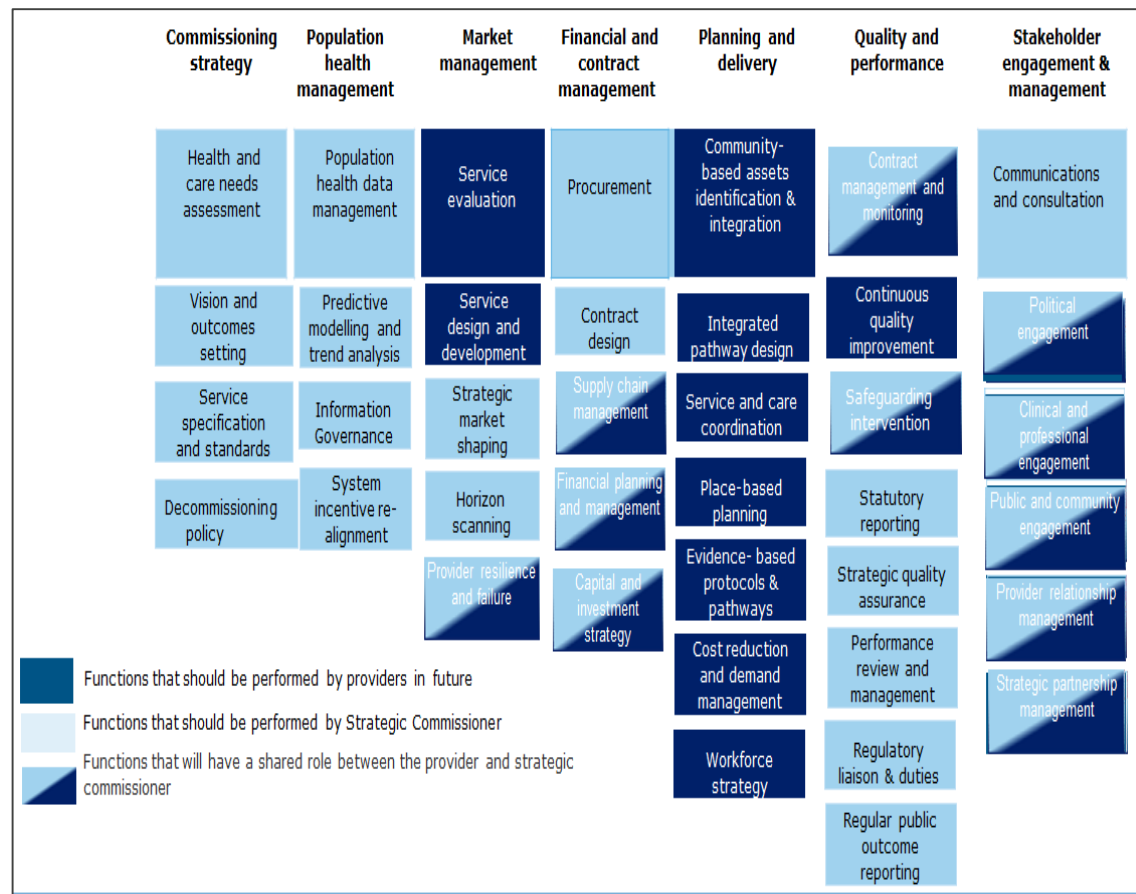 Commissioning
strategy
Population
health
management
Market
management
Financial and
contract
management
Planning and
delivery
Quality and
performance
Stakeholder
engagement &
management
Health and
care needs
assessment
Population
health data
management
Service
evaluation
Procurement
Community-
based assets
identification &
integration
Contract
management and
monitoring
Communications
and consultation
Vision and
outcomes
setting
Predictive
modelling and
trend analysis
Service
design and
development
Contract
design
Integrated
pathway design
Continuous
quality
improvement
Political
engagement
Service
specification
and standards
Information
Governance
Strategic
market
shaping
Supply chain
management
Service and care
coordination
Safeguarding
intervention
Clinical and
professional
engagement
Decommissioning
policy
System
incentive re-
alignment
Horizon
scanning
Financial planning
and management
Place-based
planning
Statutory
reporting
Public and community
engagement
Provider resilience
and failure
Capital and
investment
strategy
Evidence- based
protocols &
pathways
Strategic quality
assurance
Provider relationship
management
Cost reduction
and demand
management
Performance
review and
management
Strategic partnership
management
Workforce
strategy
Regulatory
liaison & duties
Regular public
outcome
reporting
Functions that should be performed by providers in future
Functions that should be performed by Strategic Commissioner
Functions that will have a shared role between the provider and strategic
commissioner